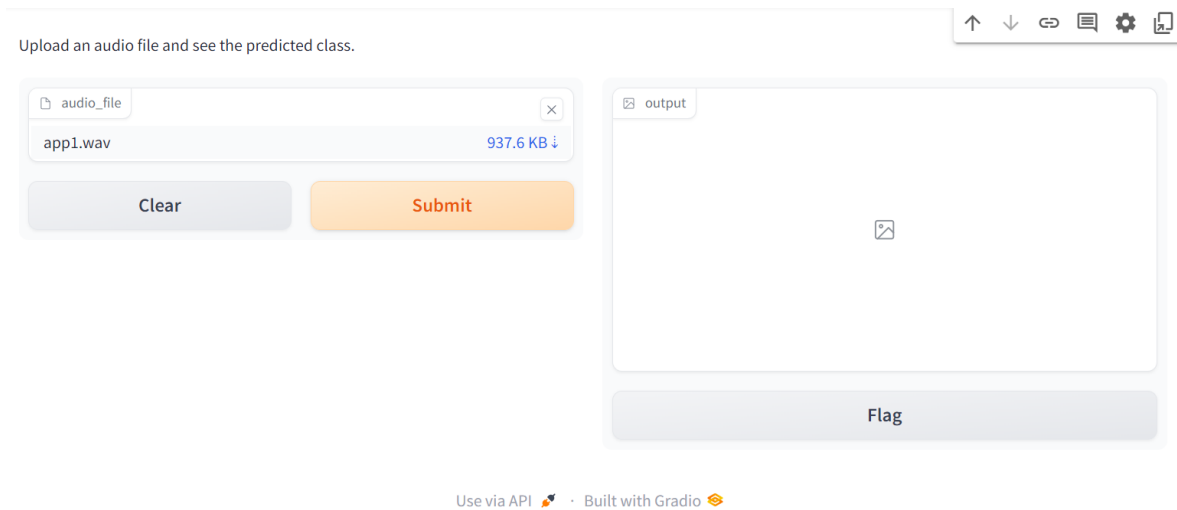 Upload an audio file and see the predicted class.
audio_file
app1.wav 937.6 KB ↓
Clear Submit
output
Flag
Use via API · Built with Gradio